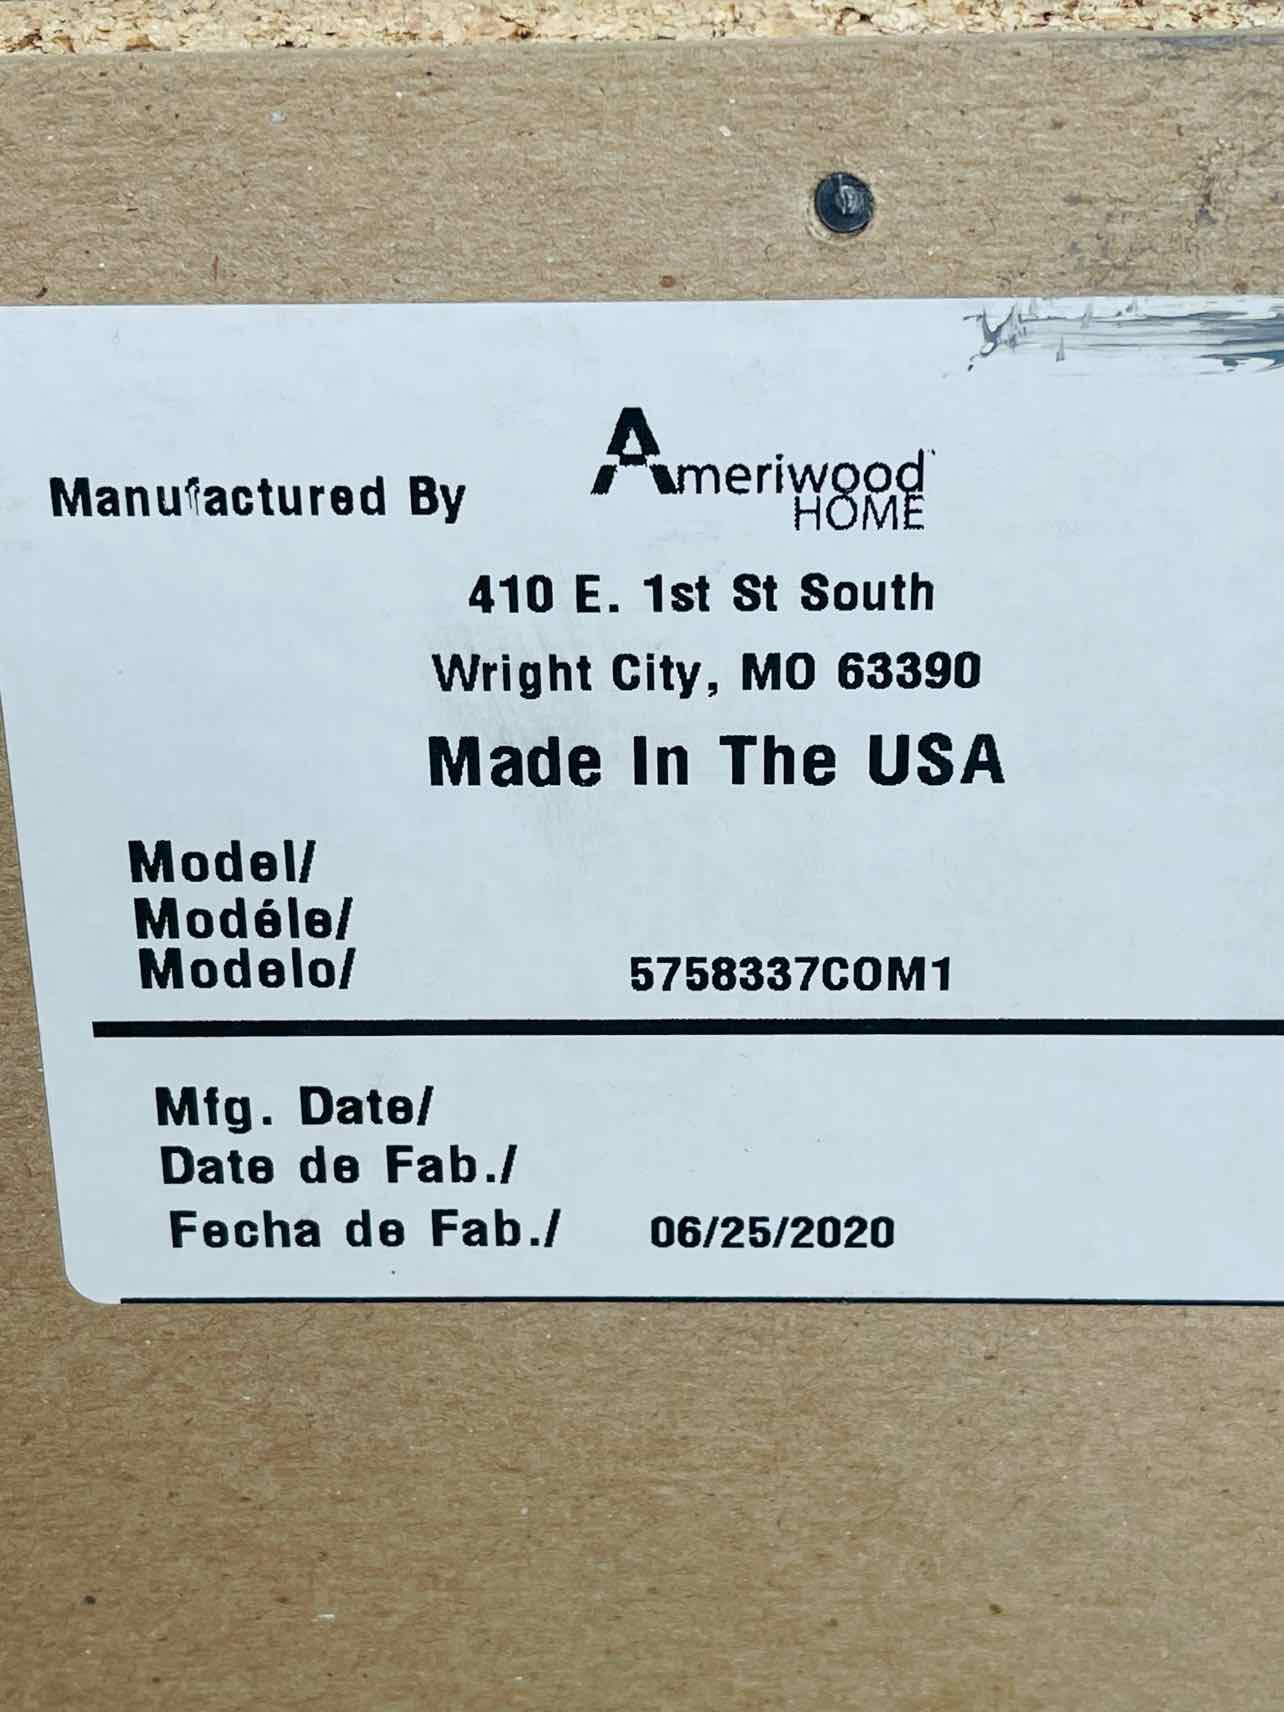 Manufactured By Ameriwood
HOME
410 E. 1st St South
Wright City, MO 63390
Made In The USA
Model/
Modéle/
Modelo/ 5758337COM1
Mfg. Date/
Date de Fab./
Fecha de Fab./ 06/25/2020